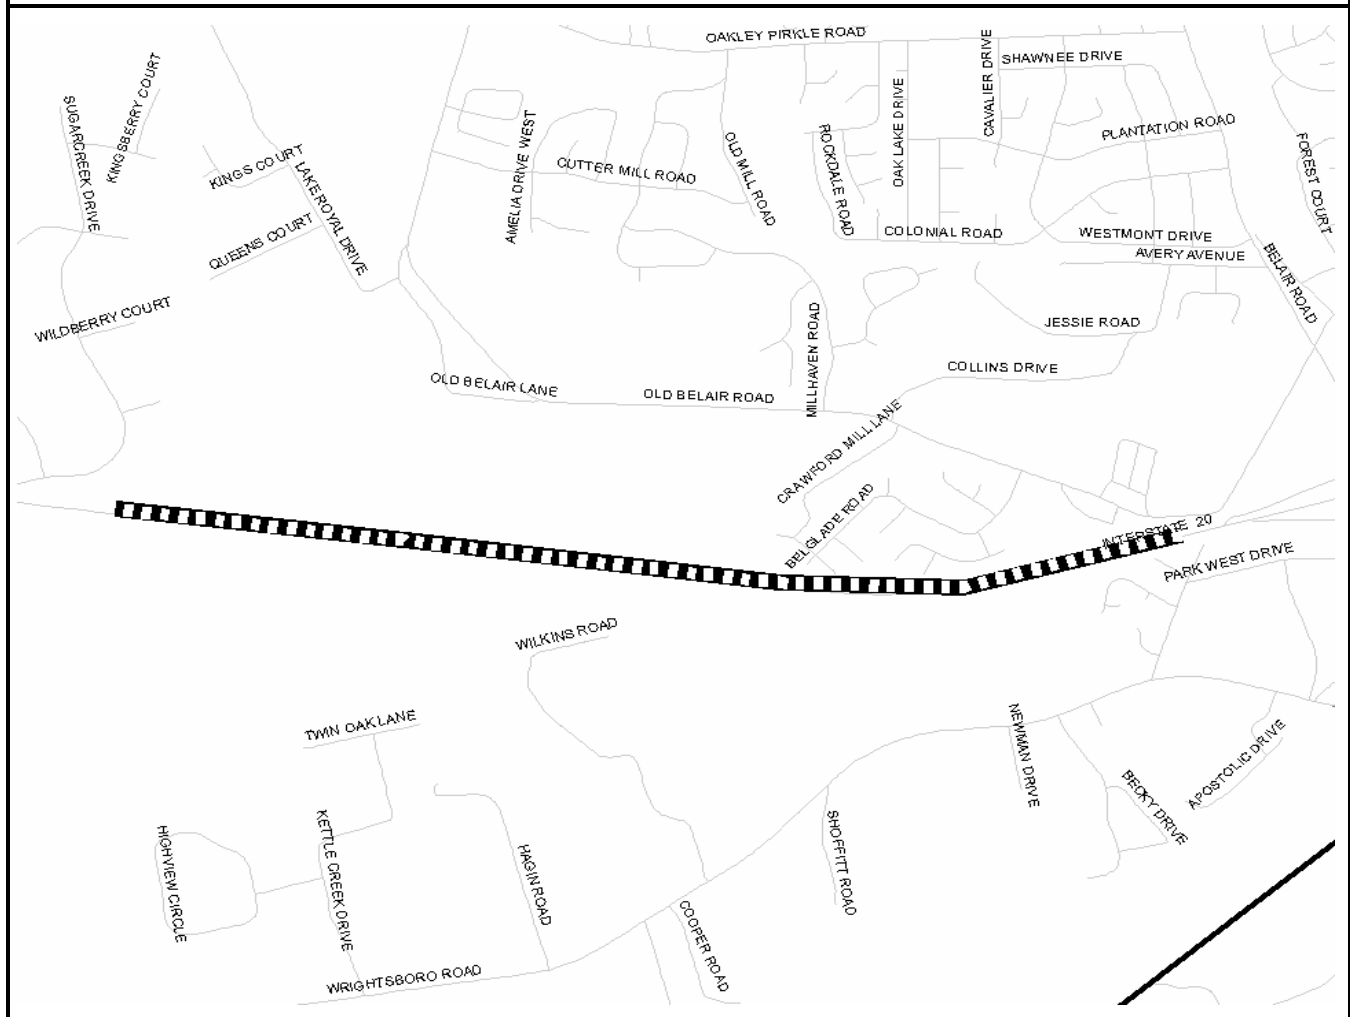 OAKLEY PIRKLE ROAD
CAVALIER DRIVE
SHAWNEE DRIVE
KINGSBERRY COURT
SUGARCREEK DRIVE
OAK LAKE DRIVE
PLANTATION ROAD
AMELIA DRIVE WEST
ROCKDALE ROAD
OLD MILL ROAD
FOREST COURT
KINGS COURT
LAKE ROYAL DRIVE
CUTTER MILL ROAD
QUEENS COURT
COLONIAL ROAD
WESTMONT DRIVE
AVERY AVENUE
BELAIR ROAD
WILDBERRY COURT
MILLHAVEN ROAD
JESSIE ROAD
COLLINS DRIVE
OLD BELAIR LANE
OLD BELAIR ROAD
CRAWFORD MILL LANE
BELGLADE ROAD
INTERSTATE 20
PARK WEST DRIVE
WILKINS ROAD
TWIN OAK LANE
NEWMAN DRIVE
APOSTOLIC DRIVE
BECKY DRIVE
HIGHVIEW CIRCLE
KETTLE CREEK DRIVE
HAGIN ROAD
SHOFFITT ROAD
COOPER ROAD
WRIGHTSBORO ROAD